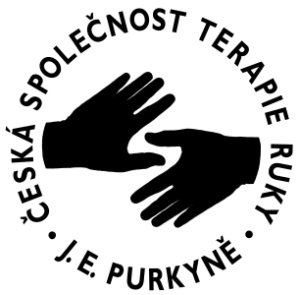 ČESKÁ SPOLEČNOST TERAPIE RUKY
• J. E. PURKYNĚ •